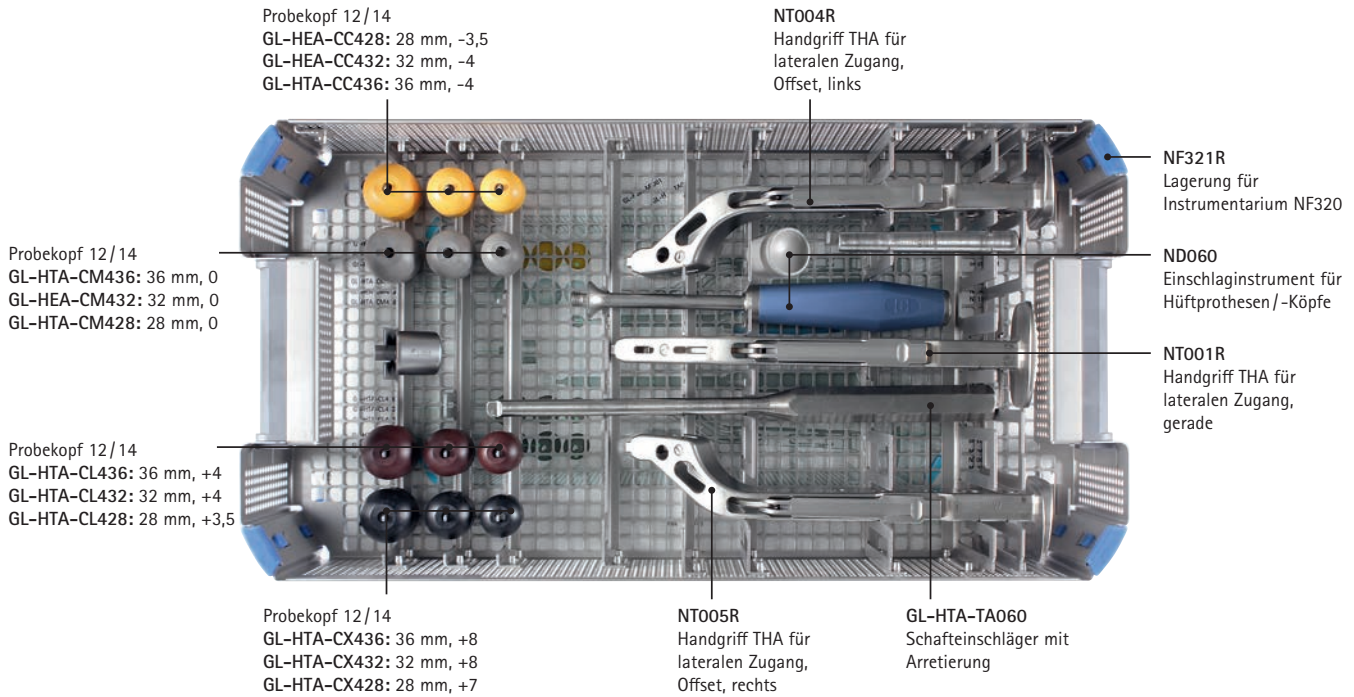 Probekopf 12/14
GL-HEA-CC428: 28 mm, -3,5
GL-HEA-CC432: 32 mm, -4
GL-HTA-CC436: 36 mm, -4
NT004R
Handgriff THA für
lateralen Zugang,
Offset, links
NF321R
Lagerung für
Instrumentarium NF320
Probekopf 12/14
GL-HTA-CM436: 36 mm, 0
GL-HEA-CM432: 32 mm, 0
GL-HTA-CM428: 28 mm, 0
ND060
Einschlaginstrument für
Hüftprothesen/-Köpfe
NT001R
Handgriff THA für
lateralen Zugang,
gerade
Probekopf 12/14
GL-HTA-CL436: 36 mm, +4
GL-HTA-CL432: 32 mm, +4
GL-HTA-CL428: 28 mm, +3,5
Probekopf 12/14
GL-HTA-CX436: 36 mm, +8
GL-HTA-CX432: 32 mm, +8
GL-HTA-CX428: 28 mm, +7
NT005R
Handgriff THA für
lateralen Zugang,
Offset, rechts
GL-HTA-TA060
Schafteinschläger mit
Arretierung